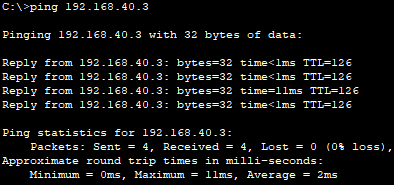 C:\>ping 192.168.40.3
Pinging 192.168.40.3 with 32 bytes of data:
Reply from 192.168.40.3: bytes=32 time<1ms TTL=126
Reply from 192.168.40.3: bytes=32 time<1ms TTL=126
Reply from 192.168.40.3: bytes=32 time=11ms TTL=126
Reply from 192.168.40.3: bytes=32 time<1ms TTL=126
Ping statistics for 192.168.40.3:
Packets: Sent = 4, Received = 4, Lost = 0 (0% loss),
Approximate round trip times in milli-seconds:
Minimum = 0ms, Maximum = 11ms, Average = 2ms